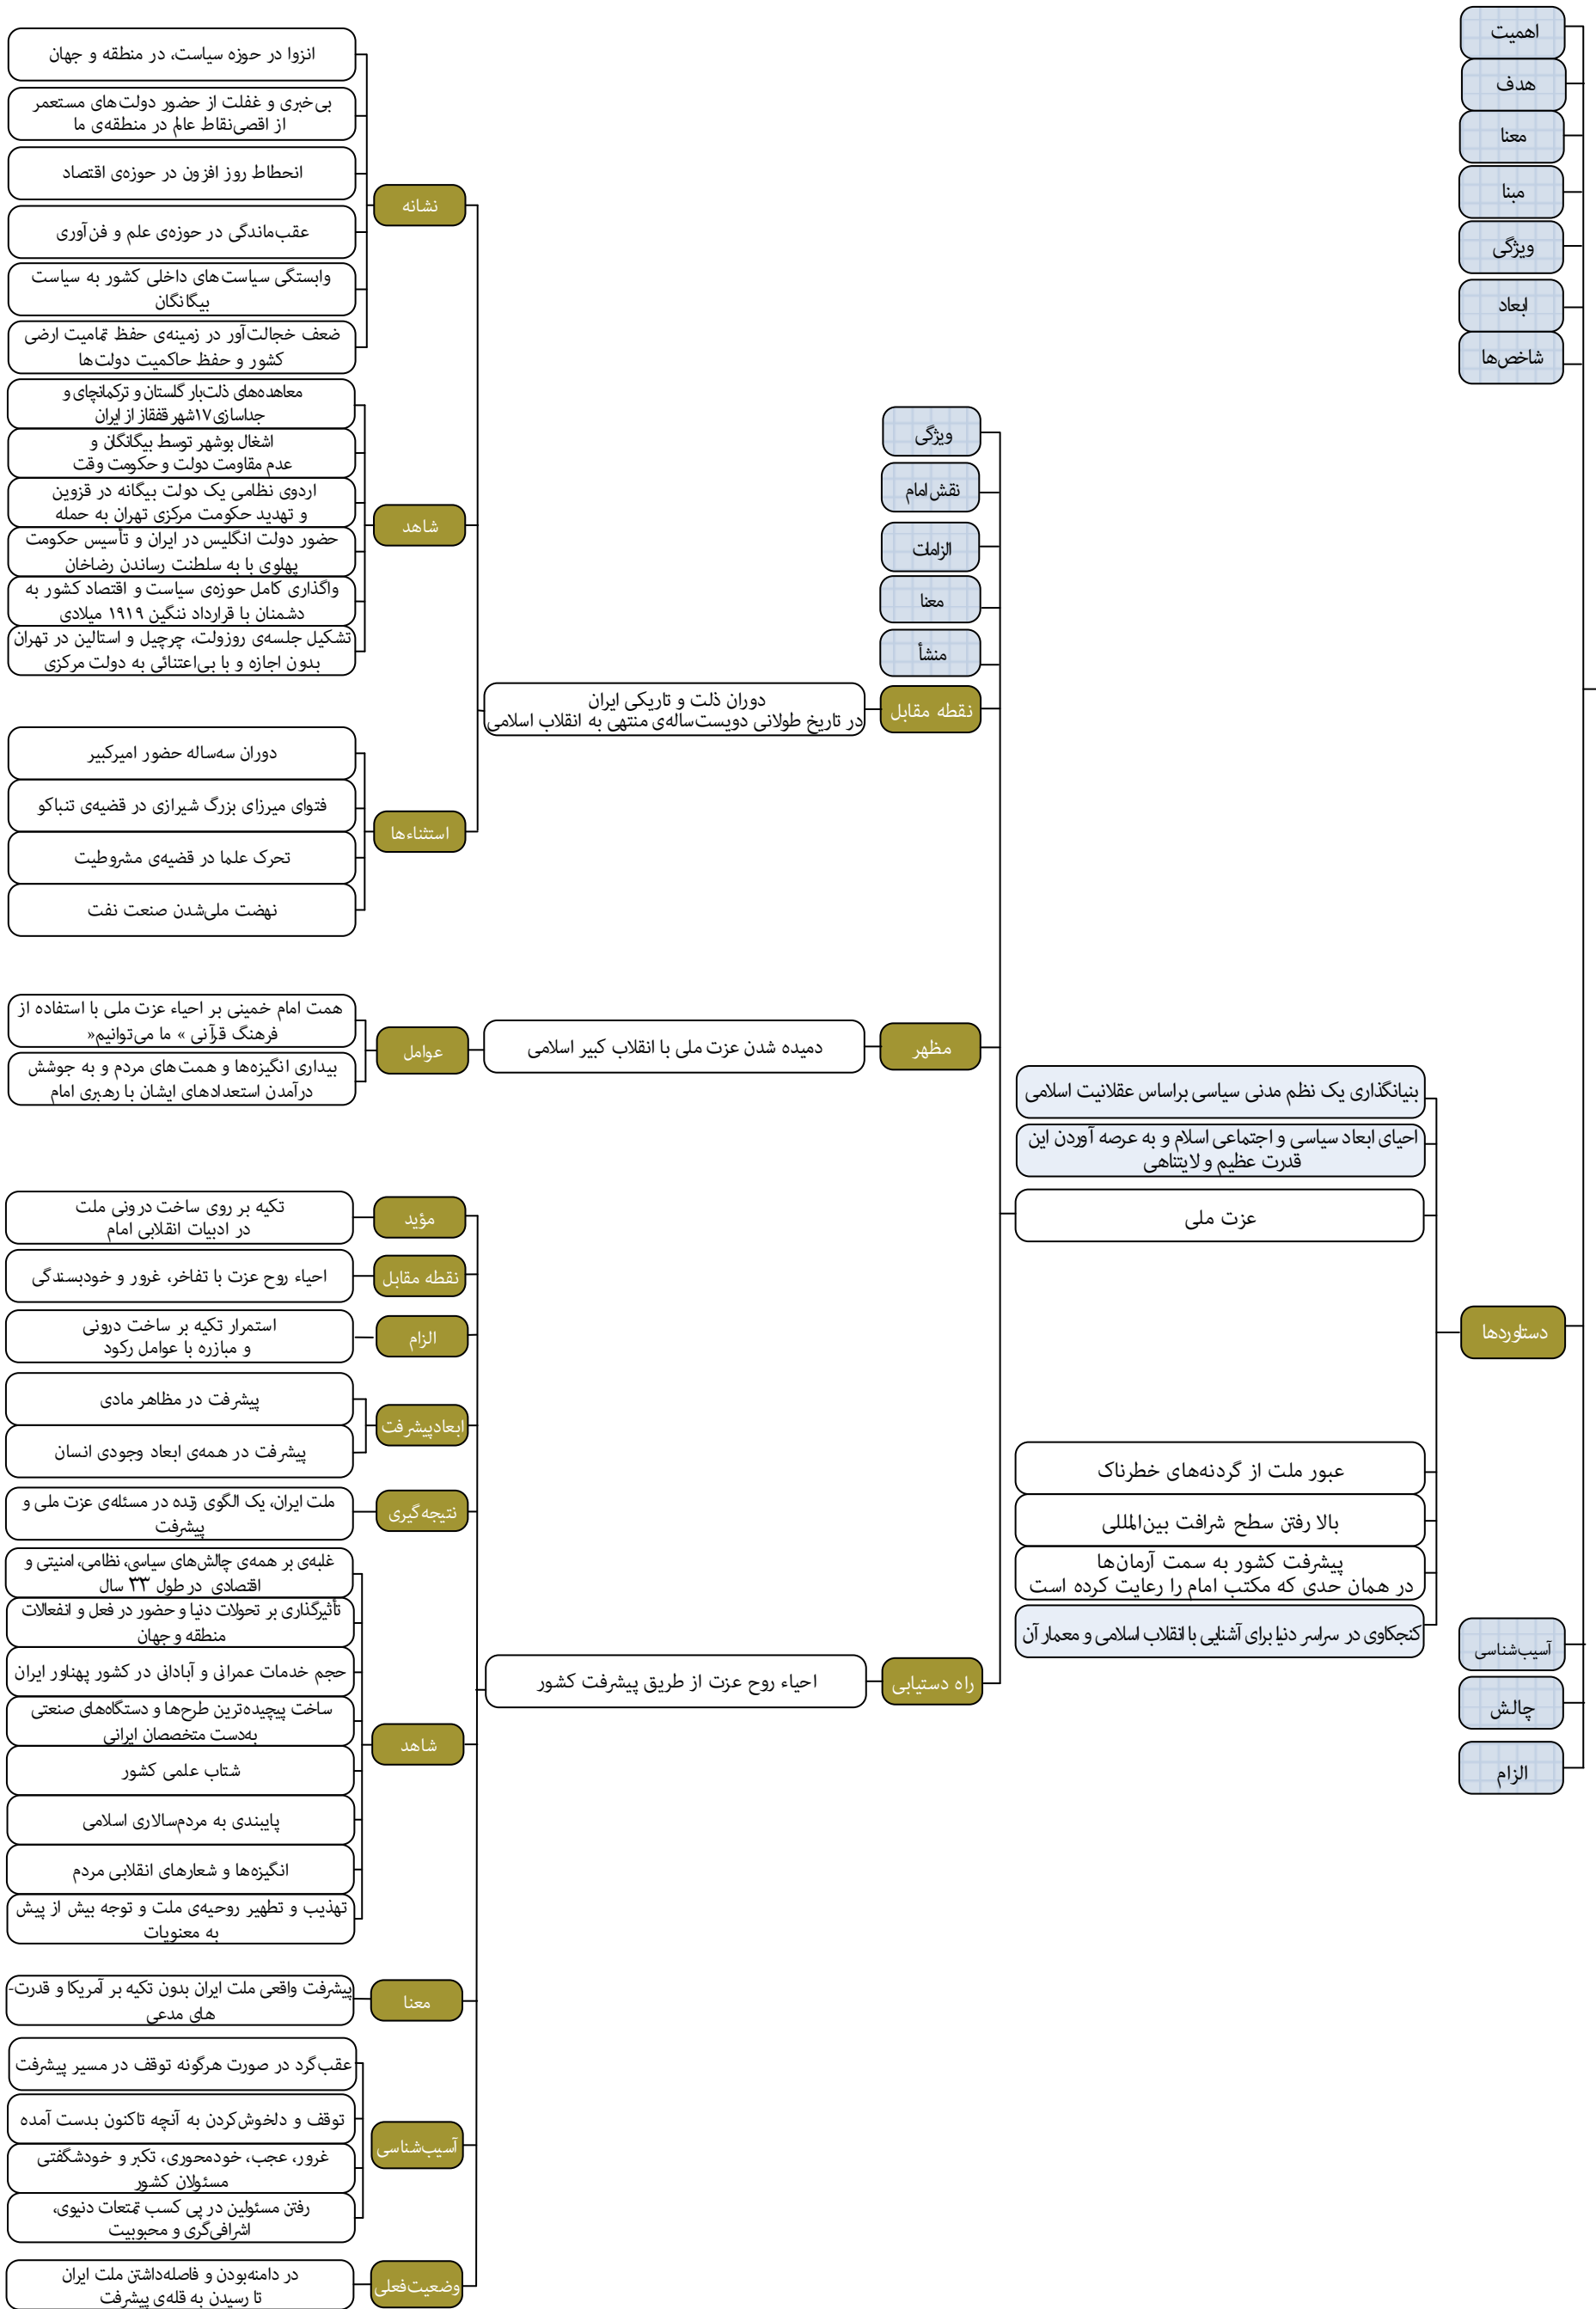 اهمیت
هدف
معنا
مبنا
ویژگی
ابعاد
شاخص‌ها
دستاوردها
آسیب‌شناسی
چالش
الزام
بنیانگذاری یک نظم مدنی سیاسی براساس عقلانیت اسلامی
احیای ابعاد سیاسی و اجتماعی اسلام و به عرصه آوردن این
قدرت عظیم و لایتناهی
عزت ملی
عبور ملت از گردنه‌های خطرناک
بالا رفتن سطح شرافت بین‌المللی
پیشرفت کشور به سمت آرمان‌ها
در همان حدی که مکتب امام را رعایت کرده است
کنجکاوی در سراسر دنیا برای آشنایی با انقلاب اسلامی و معمار آن
ویژگی
نقش امام
الزامات
معنا
منشأ
نقطه مقابل
دوران ذلت و تاریکی ایران
در تاریخ طولانی دویست‌ساله‌ی منتهی به انقلاب اسلامی
نشانه
انزوا در حوزه سیاست، در منطقه و جهان
بی‌خبری و غفلت از حضور دولت‌های مستعمر
از اقصی‌نقاط عالم در منطقه‌ی ما
انحطاط روز افزون در حوزه‌ی اقتصاد
عقب‌ماندگی در حوزه‌ی علم و فن‌آوری
وابستگی سیاست‌های داخلی کشور به سیاست
بیگانگان
ضعف خجالت‌آور در زمینه‌ی حفظ تمامیت ارضی
کشور و حفظ حاکمیت دولت‌ها
شاهد
معاهده‌های ذلت‌بار گلستان و ترکمانچای و
جداسازی۱۷شهر قفقاز از ایران
اشغال بوشهر توسط بیگانگان و
عدم مقاومت دولت و حکومت وقت
اردوی نظامی یک دولت بیگانه در قزوین
و تهدید حکومت مرکزی تهران به حمله
حضور دولت انگلیس در ایران و تأسیس حکومت
پهلوی با به سلطنت رساندن رضاخان
واگذاری کامل حوزه‌ی سیاست و اقتصاد کشور به
دشمنان با قرارداد ننگین ۱۹۱۹ میلادی
تشکیل جلسه‌ی روزولت، چرچیل و استالین در تهران
بدون اجازه و با بی‌اعتنائی به دولت مرکزی
استثناءها
دوران سه‌ساله حضور امیرکبیر
فتوای میرزای بزرگ شیرازی در قضیه‌ی تنباکو
تحرک علما در قضیه‌ی مشروطیت
نهضت ملی‌شدن صنعت نفت
مظهر
دمیده شدن عزت ملی با انقلاب کبیر اسلامی
عوامل
همت امام خمینی بر احیاء عزت ملی با استفاده از
فرهنگ قرآنی » ما می‌توانیم«
بیداری انگیزه‌ها و همت‌های مردم و به جوشش
درآمدن استعدادهای ایشان با رهبری امام
راه دستیابی
احیاء روح عزت از طریق پیشرفت کشور
مؤید
تکیه بر روی ساخت درونی ملت
در ادبیات انقلابی امام
نقطه مقابل
احیاء روح عزت با تفاخر، غرور و خودبسندگی
الزام
استمرار تکیه بر ساخت درونی
و مبازره با عوامل رکود
ابعادپیشرفت
پیشرفت در مظاهر مادی
پیشرفت در همه‌ی ابعاد وجودی انسان
نتیجه‌گیری
ملت ایران، یک الگوی زنده در مسئله‌ی عزت ملی و
پیشرفت
شاهد
غلبه‌ی بر همه‌ی چالش‌های سیاسی، نظامی، امنیتی و
اقتصادی در طول ۳۳ سال
تأثیرگذاری بر تحولات دنیا و حضور در فعل و انفعالات
منطقه و جهان
حجم خدمات عمرانی و آبادانی در کشور پهناور ایران
ساخت پیچیده‌ترین طرح‌ها و دستگاه‌های صنعتی
به‌دست متخصصان ایرانی
شتاب علمی کشور
پایبندی به مردم‌سالاری اسلامی
انگیزه‌ها و شعارهای انقلابی مردم
تهذیب و تطهیر روحیه‌ی ملت و توجه بیش از پیش
به معنویات
معنا
پیشرفت واقعی ملت ایران بدون تکیه بر آمریکا و قدرت-
های مدعی
آسیب‌شناسی
عقب‌گرد در صورت هرگونه توقف در مسیر پیشرفت
توقف و دلخوش‌کردن به آنچه تاکنون بدست آمده
غرور، عجب، خودمحوری، تکبر و خودشگفتی
مسئولان کشور
رفتن مسئولین در پی کسب تمتعات دنیوی،
اشرافی‌گری و محبوبیت
وضعیت‌فعلی
در دامنه‌بودن و فاصله‌داشتن ملت ایران
تا رسیدن به قله‌ی پیشرفت